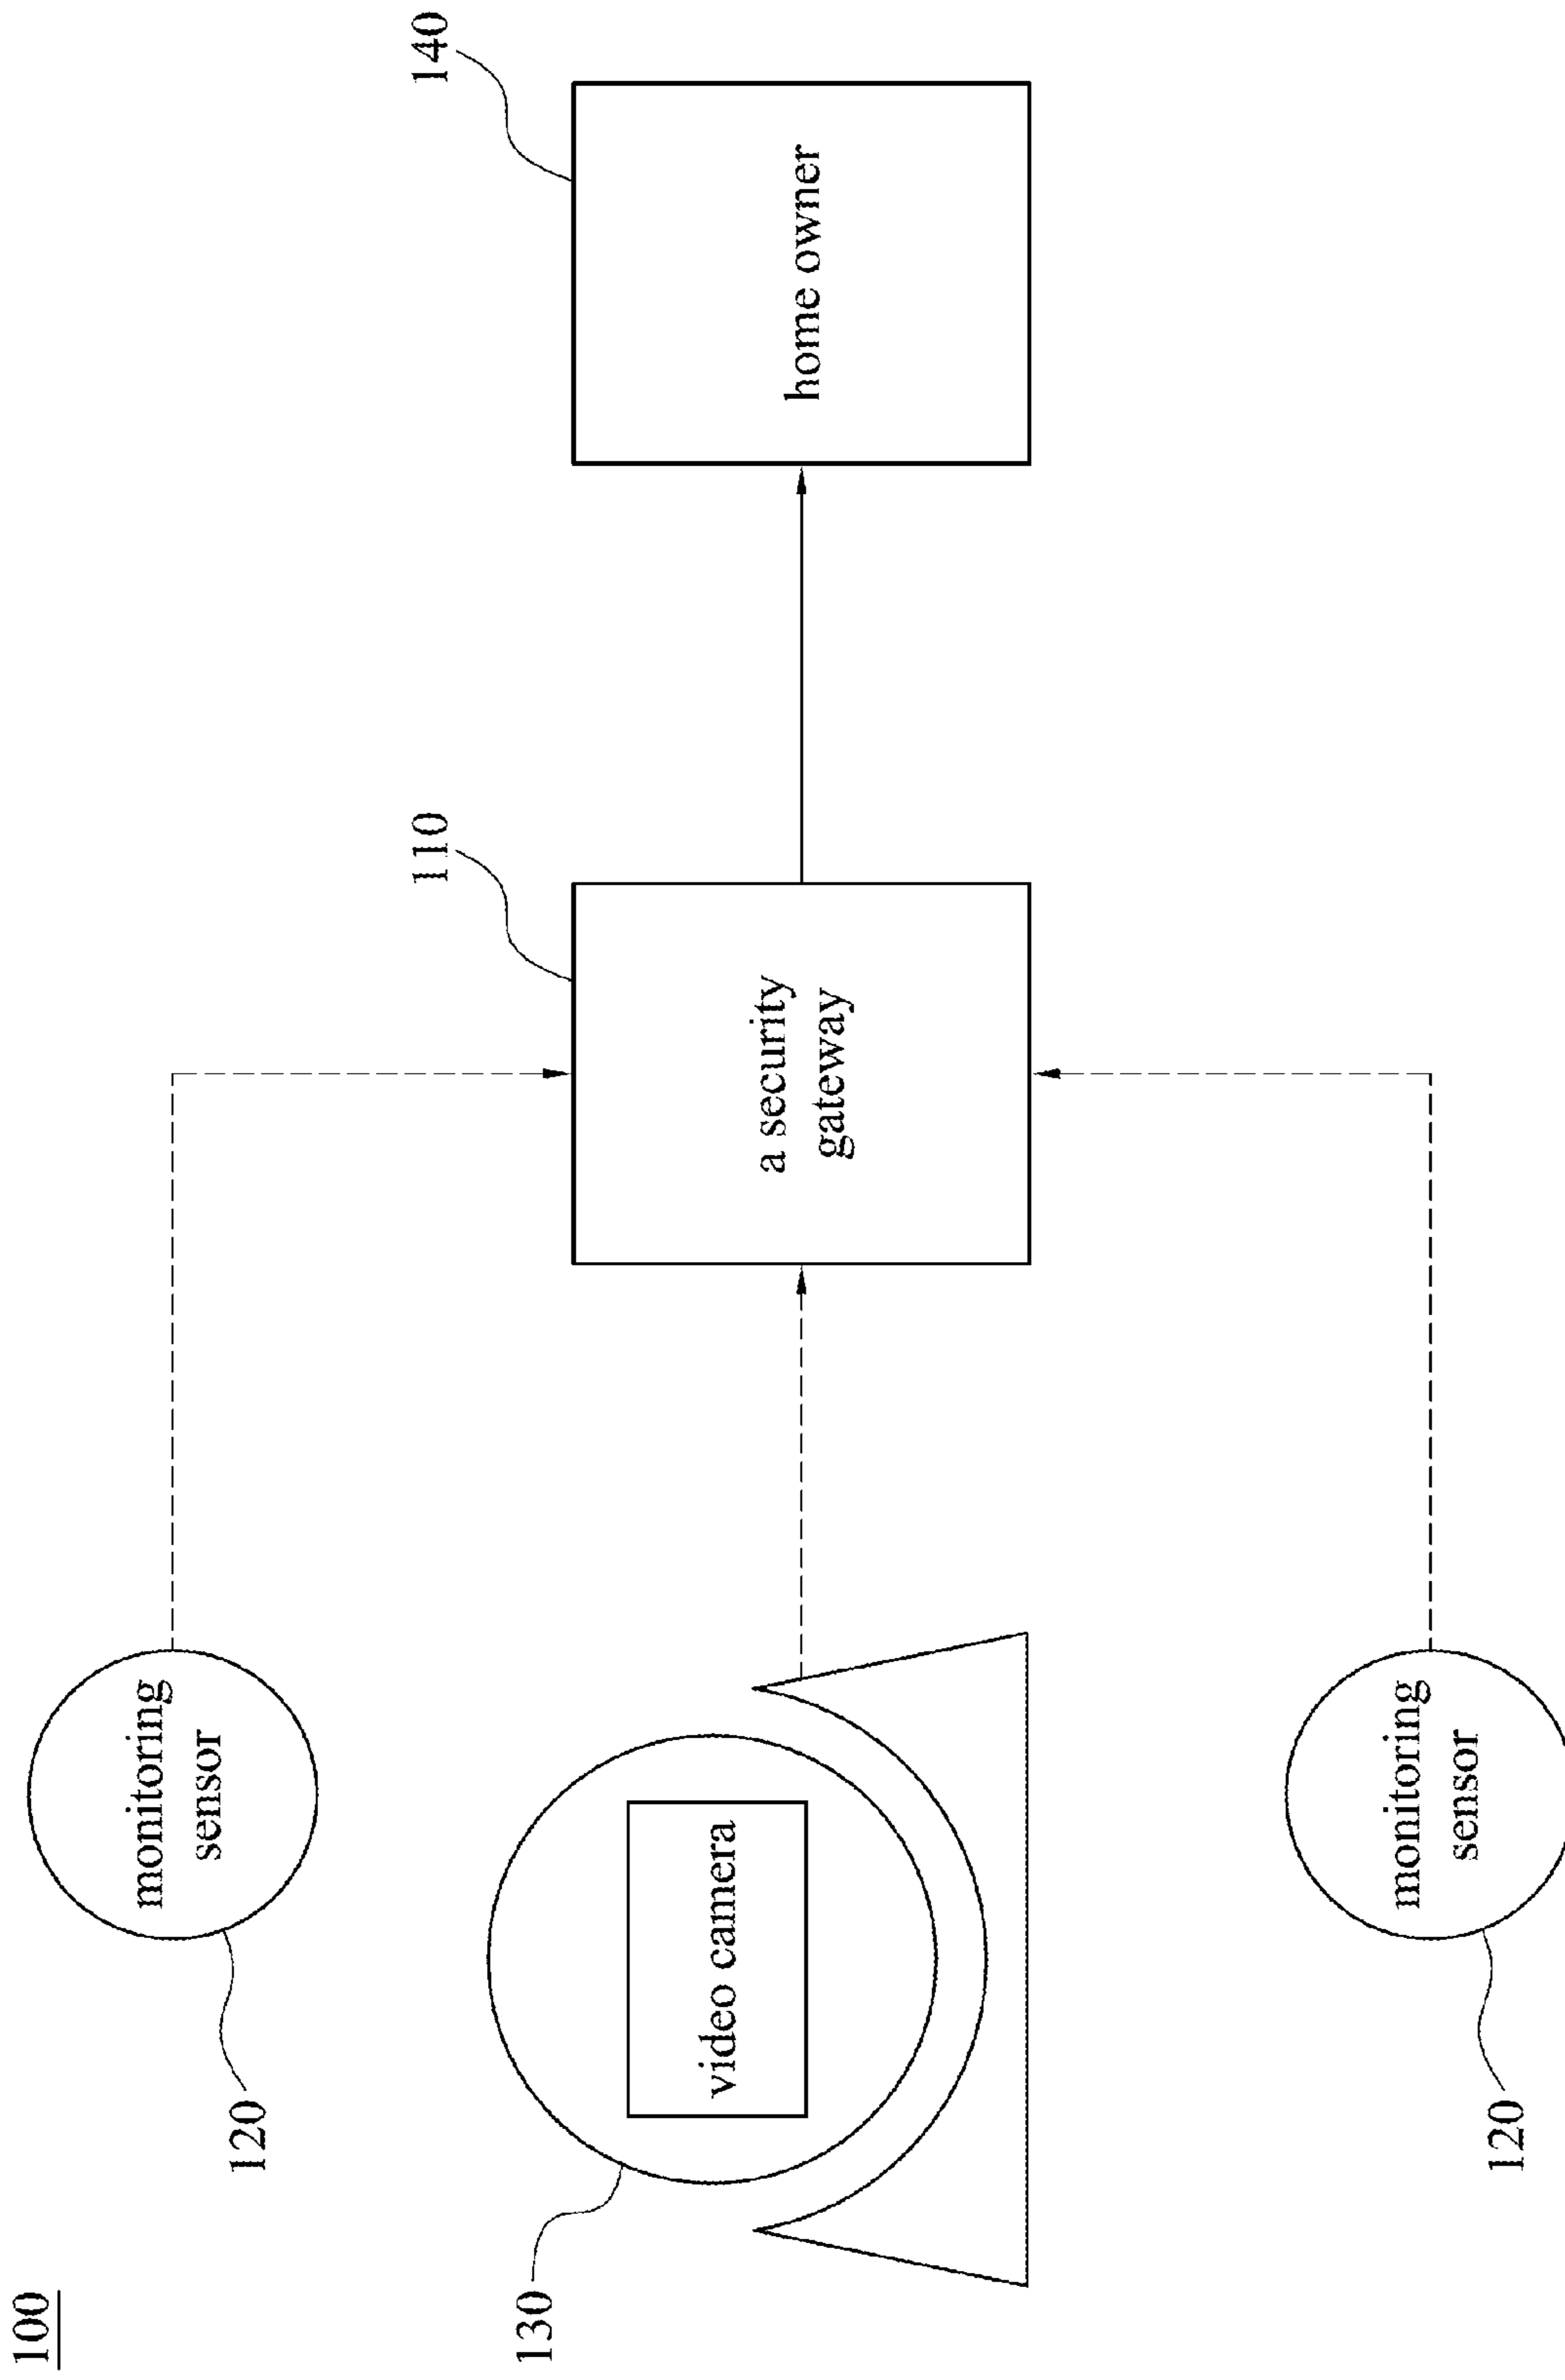 100
120
monitoring
sensor
130
video camera
110
a security
gateway
140
home owner
120
monitoring
sensor